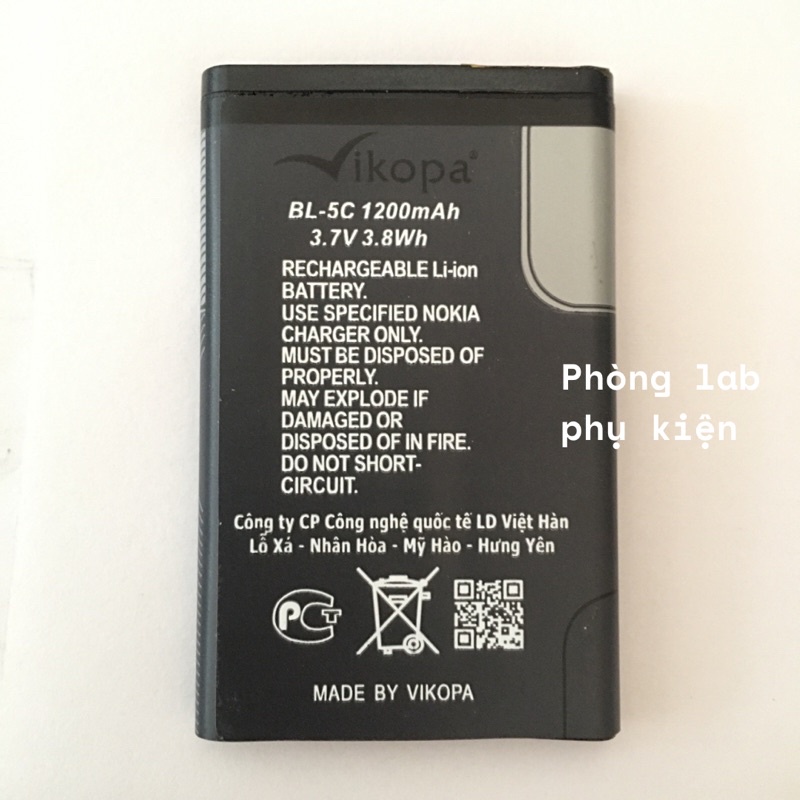 Vikopa®
BL-5C 1200mAh
3.7V 3.8Wh
RECHARGEABLE Li-ion
BATTERY.
USE SPECIFIED NOKIA
CHARGER ONLY.
MUST BE DISPOSED OF
PROPERLY.
MAY EXPLODE IF
DAMAGED OR
DISPOSED OF IN FIRE.
DO NOT SHORT-
CIRCUIT.
Phòng lab
phụ kiện
Công ty CP Công nghệ quốc tế LD Việt Hàn
Lỗ Xá - Nhân Hòa - Mỹ Hào - Hưng Yên
PCT
MADE BY VIKOPA